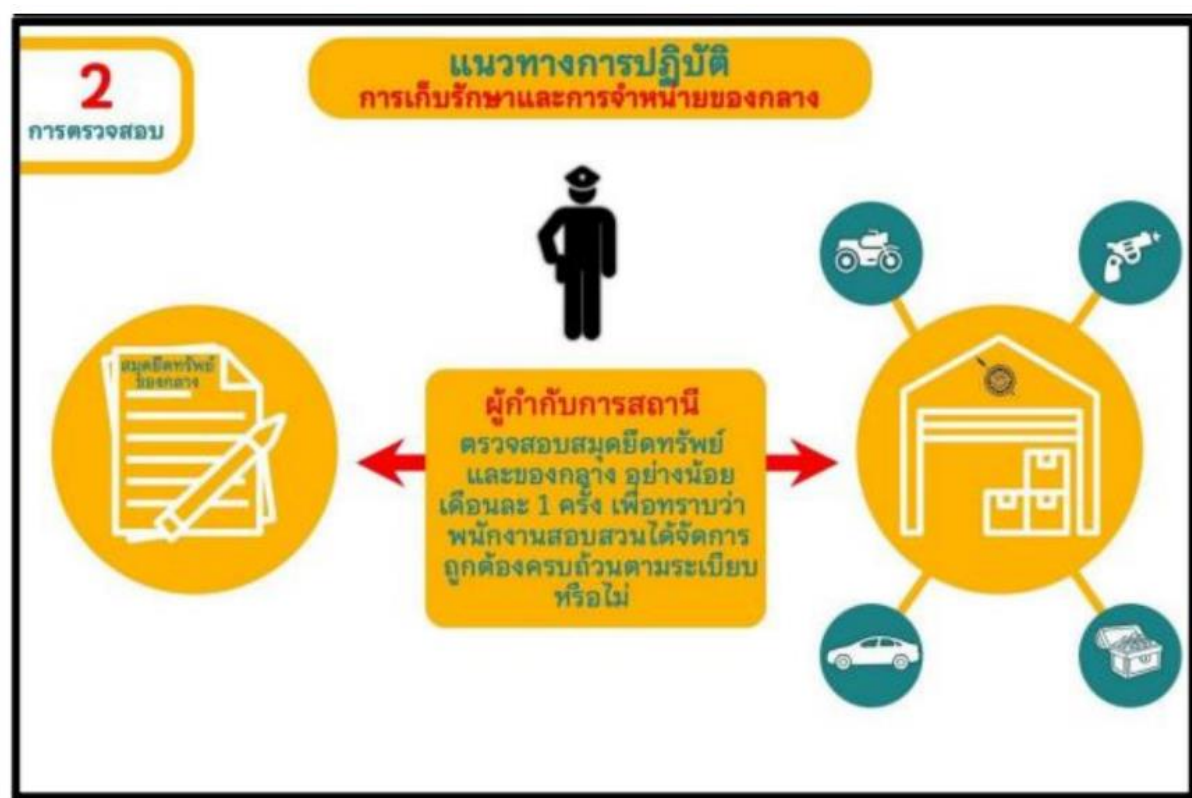 2
การตรวจสอบ
แนวทางการปฏิบัติ
การเก็บรักษาและการจำหน่ายของกลาง
สมุดยึดทรัพย์
ของกลาง
ผู้กำกับการสถานี
ตรวจสอบสมุดยึดทรัพย์
และของกลาง อย่างน้อย
เดือนละ 1 ครั้ง เพื่อทราบว่า
พนักงานสอบสวนได้จัดการ
ถูกต้องครบถ้วนตามระเบียบ
หรือไม่